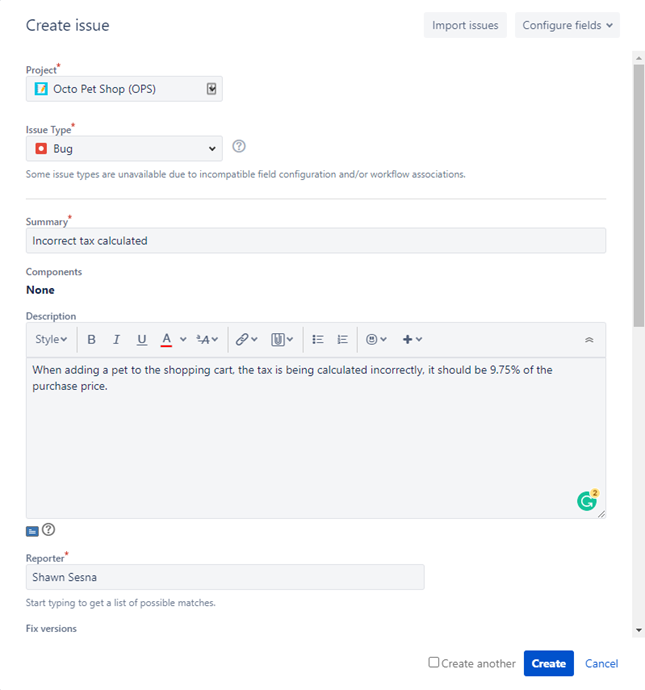 Create issue
Import issues
Configure fields
Project*
Octo Pet Shop (OPS)
Issue Type*
Bug
Some issue types are unavailable due to incompatible field configuration and/or workflow associations.
Summary*
Incorrect tax calculated
Components
None
Description
Style B I U A ᵃA
When adding a pet to the shopping cart, the tax is being calculated incorrectly, it should be 9.75% of the
purchase price.
2
Reporter*
Shawn Sesna
Start typing to get a list of possible matches.
Fix versions
Create another
Create
Cancel